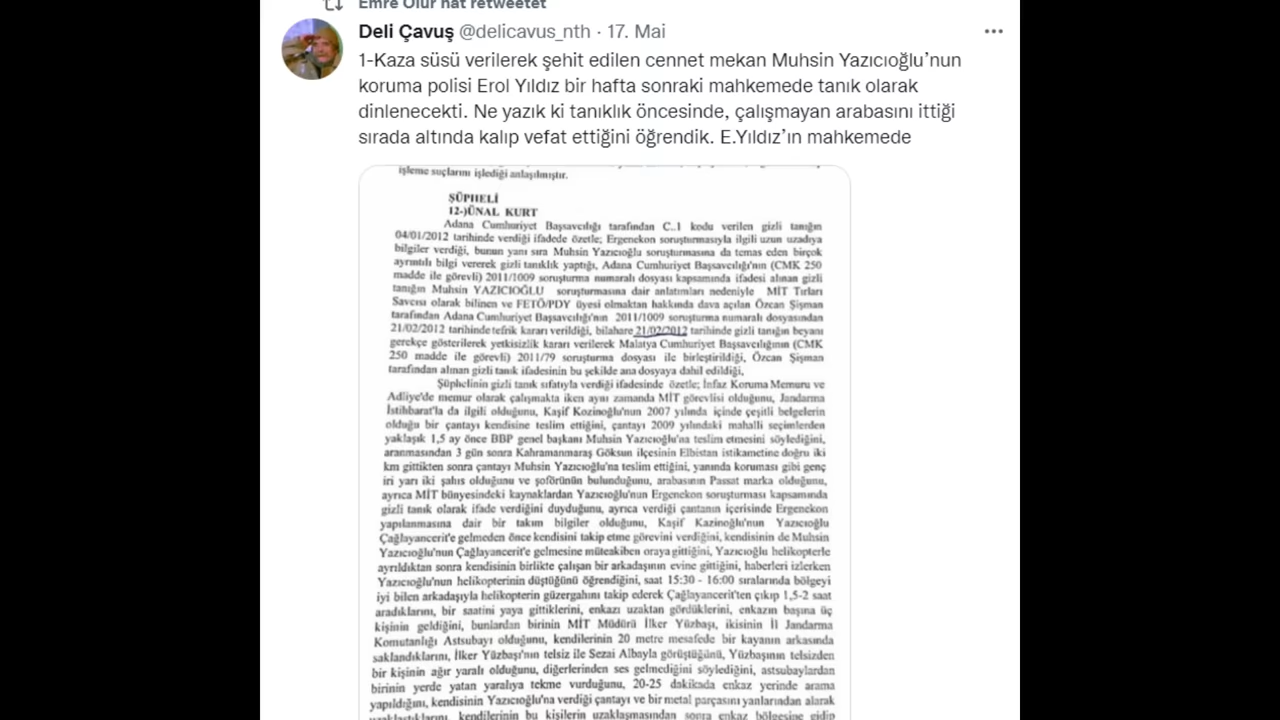 Emre Olur hat retweetet
Deli Çavuş @delicavus_nth · 17. Mai
1-Kaza süsü verilerek şehit edilen cennet mekan Muhsin Yazıcıoğlu’nun
koruma polisi Erol Yıldız bir hafta sonraki mahkemede tanık olarak
dinlenecekti. Ne yazık ki tanıklık öncesinde, çalışmayan arabasını ittiği
sırada altında kalıp vefat ettiğini öğrendik. E.Yıldız’ın mahkemede
işleme suçlarını işlediği anlaşılmıştır.
ŞÜPHELİ
12-)ÜNAL KURT
Adana Cumhuriyet Başsavcılığı tarafından C..1 kodu verilen gizli tanığın
04/01/2012 tarihinde verdiği ifadede özetle; Ergenekon soruşturmasıyla ilgili uzun uzadıya
bilgiler verdiği, bunun yanı sıra Muhsin Yazıcıoğlu soruşturmasına da temas eden birçok
ayrıntılı bilgi vererek gizli tanıklık yaptığı, Adana Cumhuriyet Başsavcılığı'nın (CMK 250
madde ile görevli) 2011/1009 soruşturma numaralı dosyası kapsamında ifadesi alınan gizli
tanığın Muhsin YAZICIOĞLU soruşturmasına dair anlatımları nedeniyle MİT Tırları
Savcısı olarak bilinen ve FETÖ/PDY üyesi olmaktan hakkında dava açılan Özcan Şişman
tarafından Adana Cumhuriyet Başsavcılığı'nın 2011/1009 soruşturma numaralı dosyasından
21/02/2012 tarihinde tefrik kararı verildiği, bilahare 21/02/2012 tarihinde gizli tanığın beyanı
gerekçe gösterilerek yetkisizlik kararı verilerek Malatya Cumhuriyet Başsavcılığının (CMK
250 madde ile görevli) 2011/79 soruşturma dosyası ile birleştirildiği, Özcan Şişman
tarafından alınan gizli tanık ifadesinin bu şekilde ana dosyaya dahil edildiği,
Şüphelinin gizli tanık sıfatıyla verdiği ifadesinde özetle; İnfaz Koruma Memuru ve
Adliye'de memur olarak çalışmakta iken aynı zamanda MİT görevlisi olduğunu, Jandarma
İstihbarat'la da ilgili olduğunu, Kaşif Kozinoğlu'nun 2007 yılında içinde çeşitli belgelerin
olduğu bir çantayı kendisine teslim ettiğini, çantayı 2009 yılındaki mahalli seçimlerden
yaklaşık 1,5 ay önce BBP genel başkanı Muhsin Yazıcıoğlu'na teslim etmesini söylediğini,
aranmasından 3 gün sonra Kahramanmaraş Göksun ilçesinin Elbistan istikametine doğru iki
km gittikten sonra çantayı Muhsin Yazıcıoğlu'na teslim ettiğini, yanında koruması gibi genç
iri yarı iki şahıs olduğunu ve şoförünün bulunduğunu, arabasının Passat marka olduğunu,
ayrıca MİT bünyesindeki kaynaklardan Yazıcıoğlu'nun Ergenekon soruşturması kapsamında
gizli tanık olarak ifade verdiğini duyduğunu, ayrıca verdiği çantanın içerisinde Ergenekon
yapılanmasına dair bir takım bilgiler olduğunu, Kaşif Kazinoğlu'nun Yazıcıoğlu
Çağlayancerit'e gelmeden önce kendisini takip etme görevini verdiğini, kendisinin de Muhsin
Yazıcıoğlu'nun Çağlayancerit'e gelmesine müteakiben oraya gittiğini, Yazıcıoğlu helikopterle
ayrıldıktan sonra kendisinin birlikte çalışan bir arkadaşının evine gittiğini, haberleri izlerken
Yazıcıoğlu'nun helikopterinin düştüğünü öğrendiğini, saat 15:30 - 16:00 sıralarında bölgeyi
iyi bilen arkadaşıyla helikopterin güzergahını takip ederek Çağlayancerit'ten çıkıp 1,5-2 saat
aradıklarını, bir saatini yaya gittiklerini, enkazı uzaktan gördüklerini, enkazın başına üç
kişinin geldiğini, bunlardan birinin MİT Müdürü İlker Yüzbaşı, ikisinin İl Jandarma
Komutanlığı Astsubayı olduğunu, kendilerinin 20 metre mesafede bir kayanın arkasında
saklandıklarını, İlker Yüzbaşı'nın telsiz ile Sezai Albayla görüştüğünü, Yüzbaşının telsizden
bir kişinin ağır yaralı olduğunu, diğerlerinden ses gelmediğini söylediğini, astsubaylardan
birinin yerde yatan yaralıya tekme vurduğunu, 20-25 dakikada enkaz yerinde arama
yapıldığını, kendisinin Yazıcıoğlu'na verdiği çantayı ve bir metal parçasını yanlarından alarak
uzaklaştıklarını, kendilerinin bu kişilerin uzaklaşmasından sonra enkaz bölgesine gidip